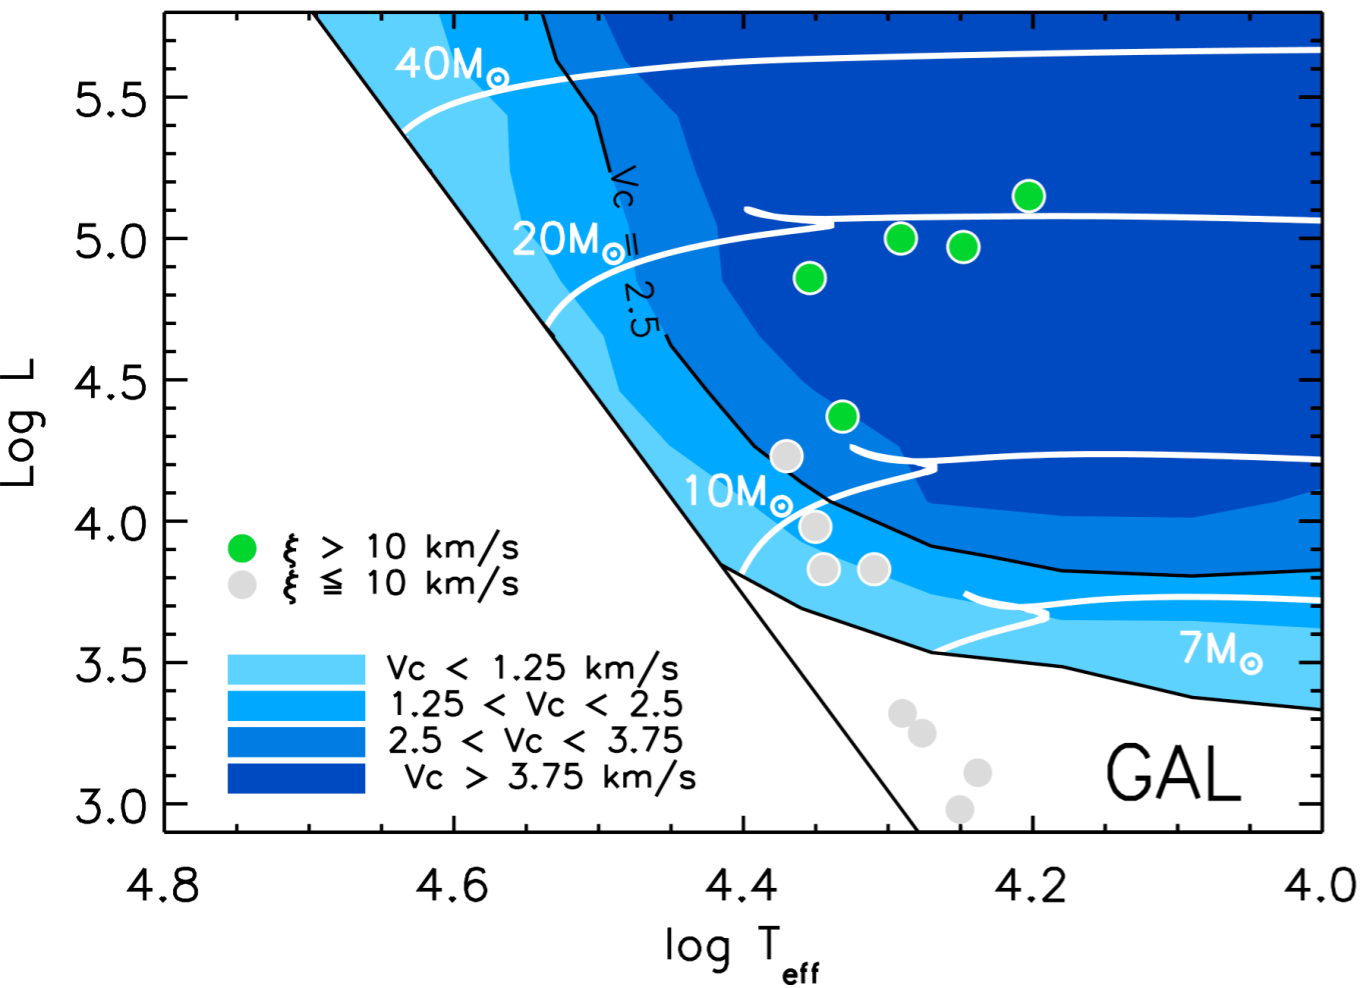 40M☉
5.5
Vc = 2.5
20M☉
5.0
Log L
4.5
10M☉
4.0
ξ > 10 km/s
ξ ≦ 10 km/s
3.5
7M☉
Vc < 1.25 km/s
1.25 < Vc < 2.5
2.5 < Vc < 3.75
Vc > 3.75 km/s
GAL
3.0
4.8 4.6 4.4 4.2 4.0
log Teff